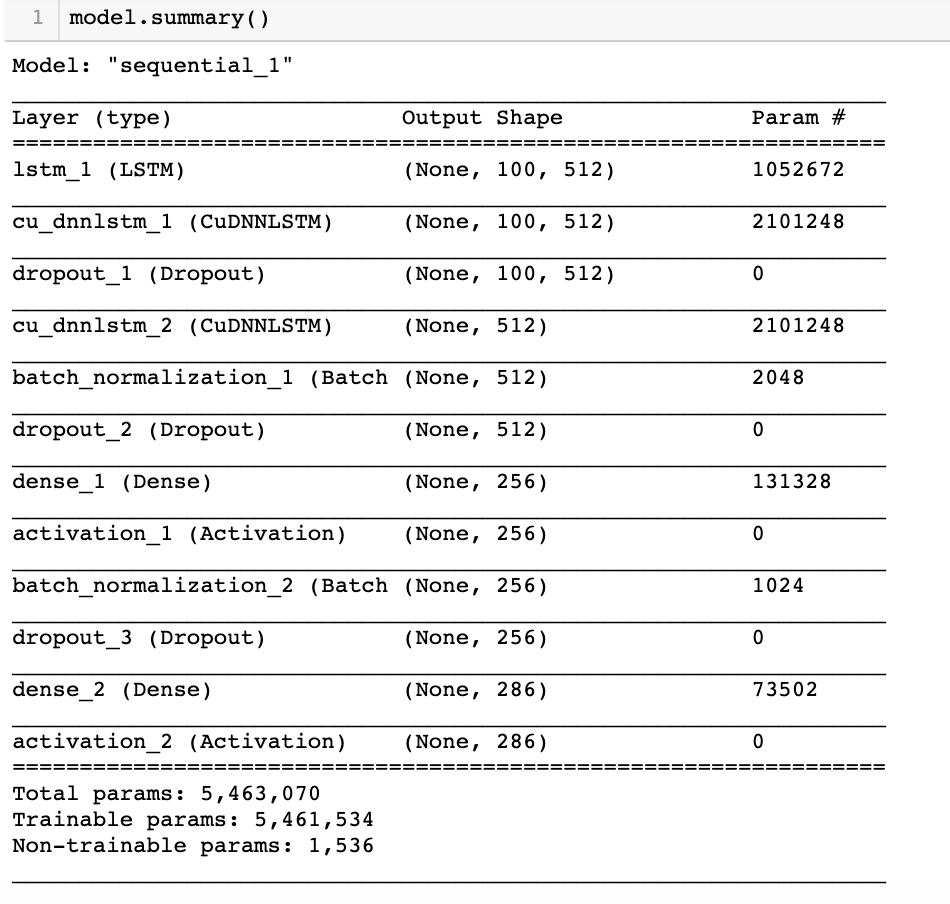 1 model.summary()
Model: "sequential_1"
Layer (type) Output Shape Param #
=================================================================
lstm_1 (LSTM) (None, 100, 512) 1052672
cu_dnnlstm_1 (CuDNNLSTM) (None, 100, 512) 2101248
dropout_1 (Dropout) (None, 100, 512) 0
cu_dnnlstm_2 (CuDNNLSTM) (None, 512) 2101248
batch_normalization_1 (Batch (None, 512) 2048
dropout_2 (Dropout) (None, 512) 0
dense_1 (Dense) (None, 256) 131328
activation_1 (Activation) (None, 256) 0
batch_normalization_2 (Batch (None, 256) 1024
dropout_3 (Dropout) (None, 256) 0
dense_2 (Dense) (None, 286) 73502
activation_2 (Activation) (None, 286) 0
=================================================================
Total params: 5,463,070
Trainable params: 5,461,534
Non-trainable params: 1,536